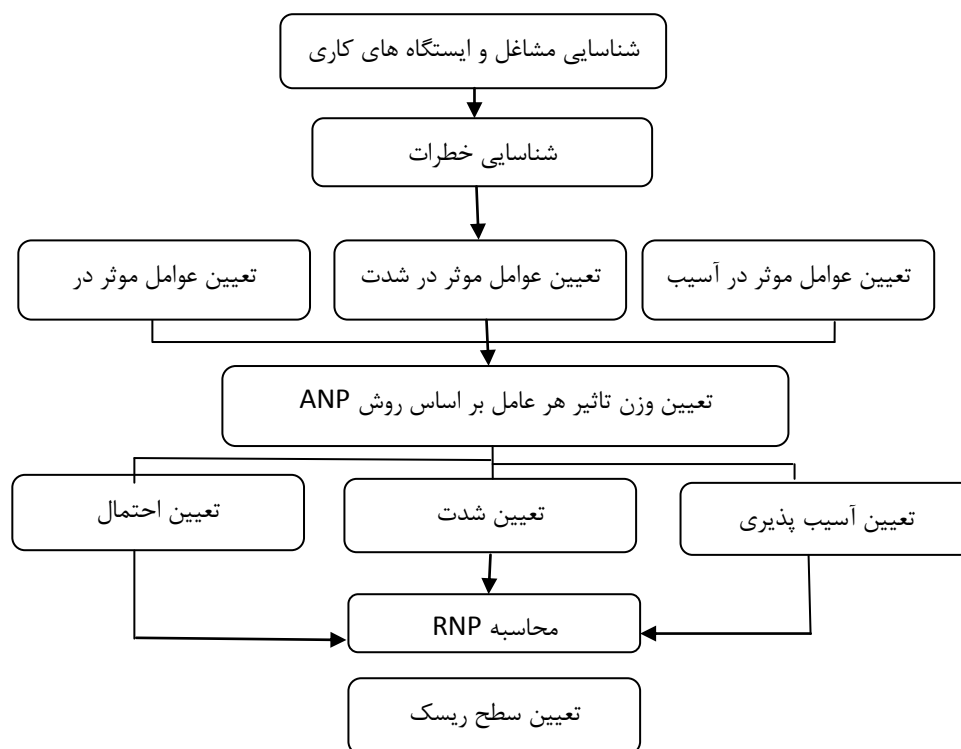 شناسایی مشاغل و ایستگاه های کاری
شناسایی خطرات
تعیین عوامل موثر در آسیب
تعیین عوامل موثر در شدت
تعیین عوامل موثر در
تعیین وزن تاثیر هر عامل بر اساس روش ANP
تعیین آسیب پذیری
تعیین شدت
تعیین احتمال
محاسبه RNP
تعیین سطح ریسک